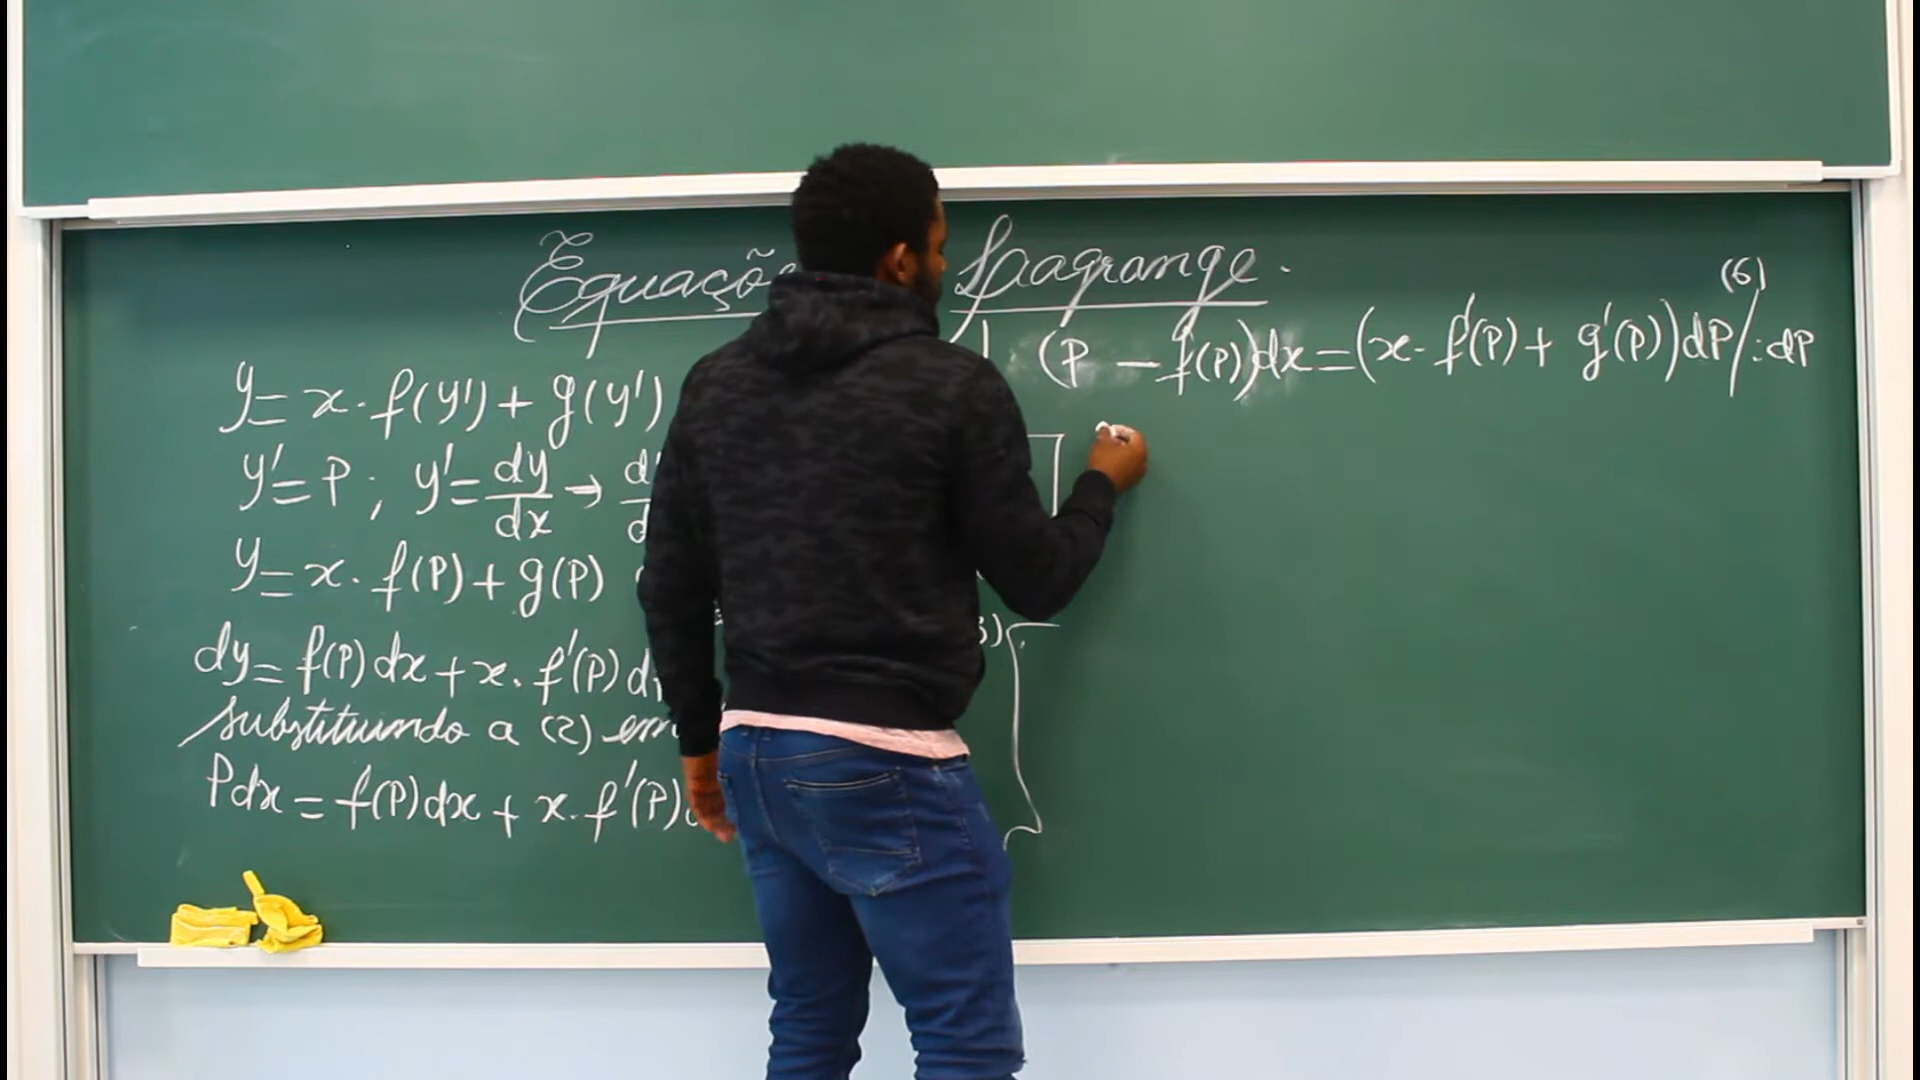 Equaçõ Lagrange.
y = x · f(y') + g(y')
y' = P ; y' = dy/dx →
y = x · f(P) + g(P)
dy = f(P) dx + x · f'(P) d
substituindo a (2) em
Pdx = f(P)dx + x · f'(P)
(6)
(P - f(P))dx = (x · f'(P) + g'(P))dP / : dP